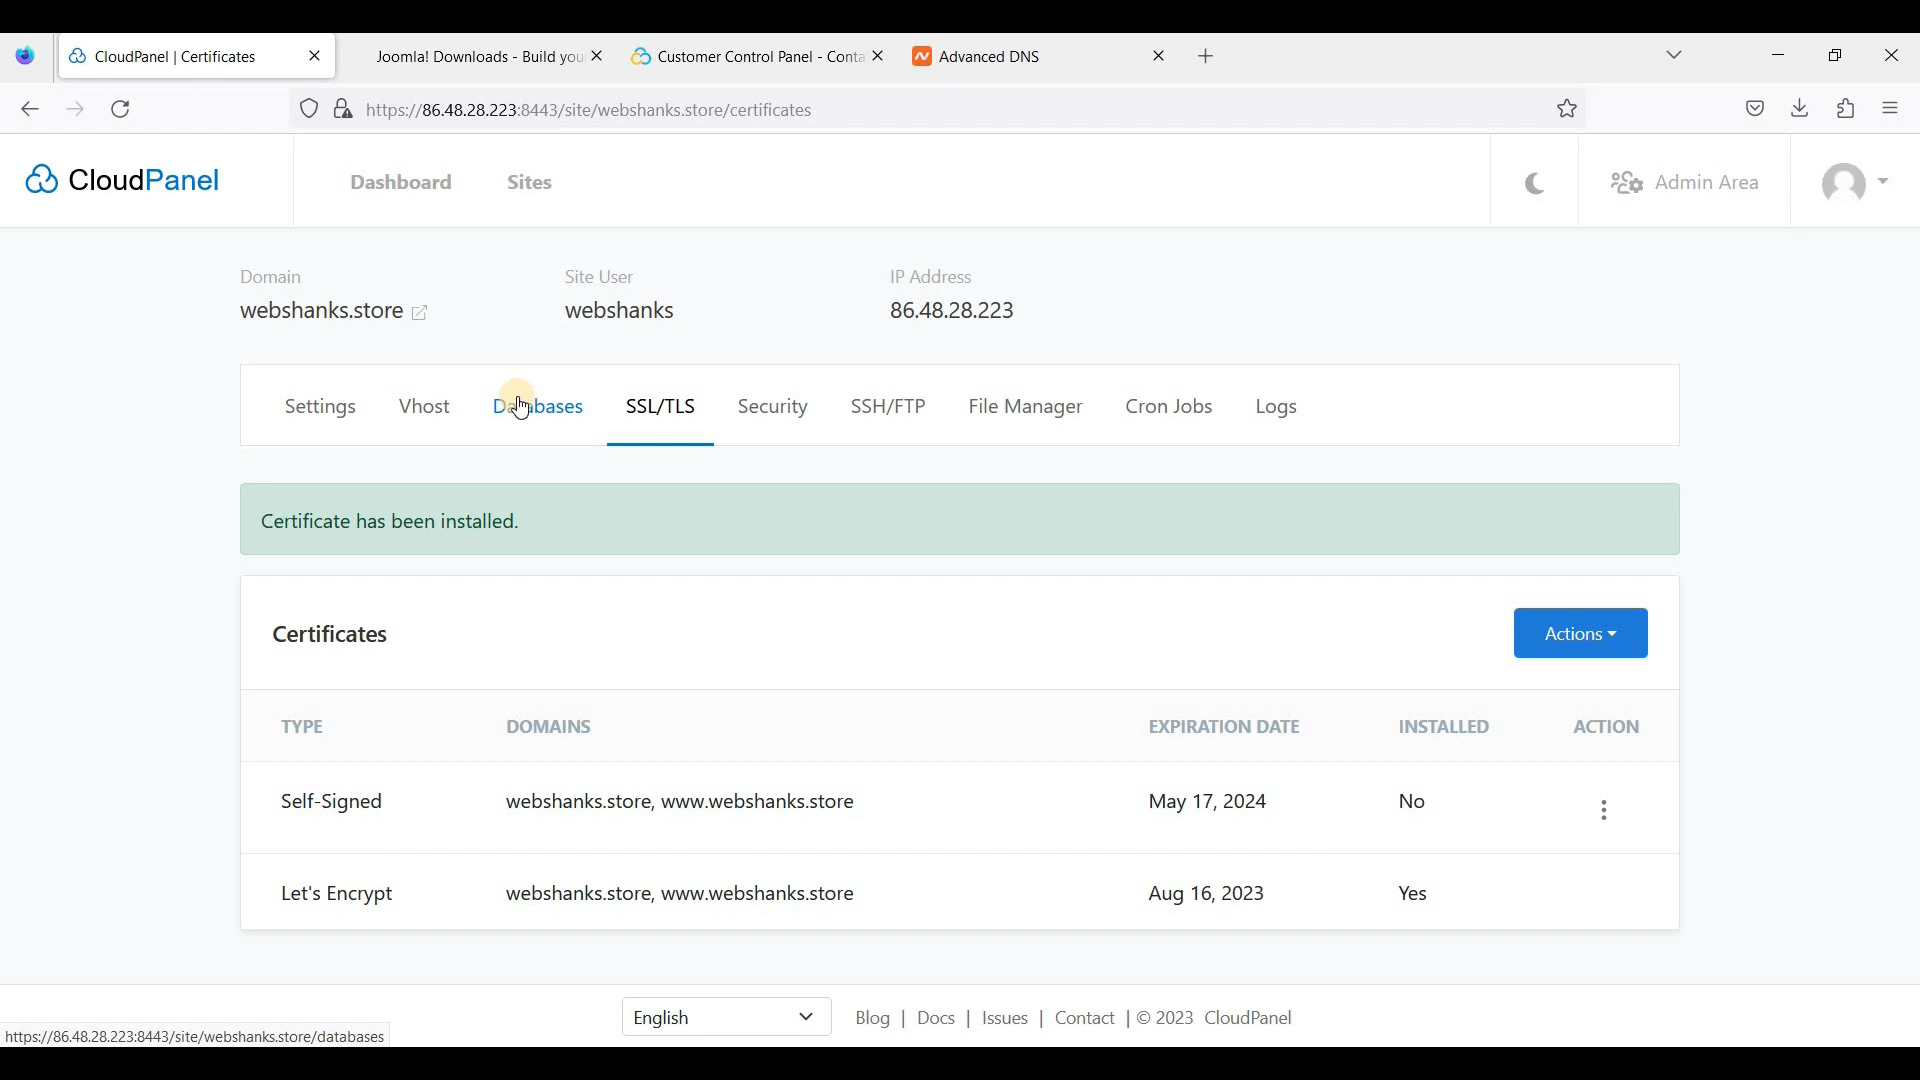 CloudPanel | Certificates
Joomla! Downloads - Build you
Customer Control Panel - Conta
Advanced DNS
https://86.48.28.223:8443/site/webshanks.store/certificates
CloudPanel
Dashboard
Sites
Admin Area
Domain
Site User
IP Address
webshanks.store
webshanks
86.48.28.223
Settings
Vhost
Databases
SSL/TLS
Security
SSH/FTP
File Manager
Cron Jobs
Logs
Certificate has been installed.
Certificates
Actions
TYPE
DOMAINS
EXPIRATION DATE
INSTALLED
ACTION
Self-Signed
webshanks.store, www.webshanks.store
May 17, 2024
No
Let's Encrypt
webshanks.store, www.webshanks.store
Aug 16, 2023
Yes
English
Blog | Docs | Issues | Contact | © 2023 CloudPanel
https://86.48.28.223:8443/site/webshanks.store/databases